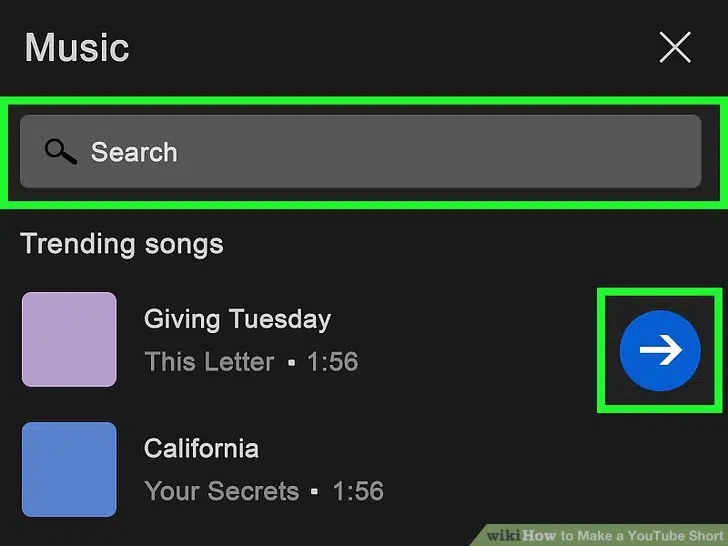 Music
Search
Trending songs
Giving Tuesday
This Letter ▪ 1:56
California
Your Secrets ▪ 1:56
wikiHow to Make a YouTube Short